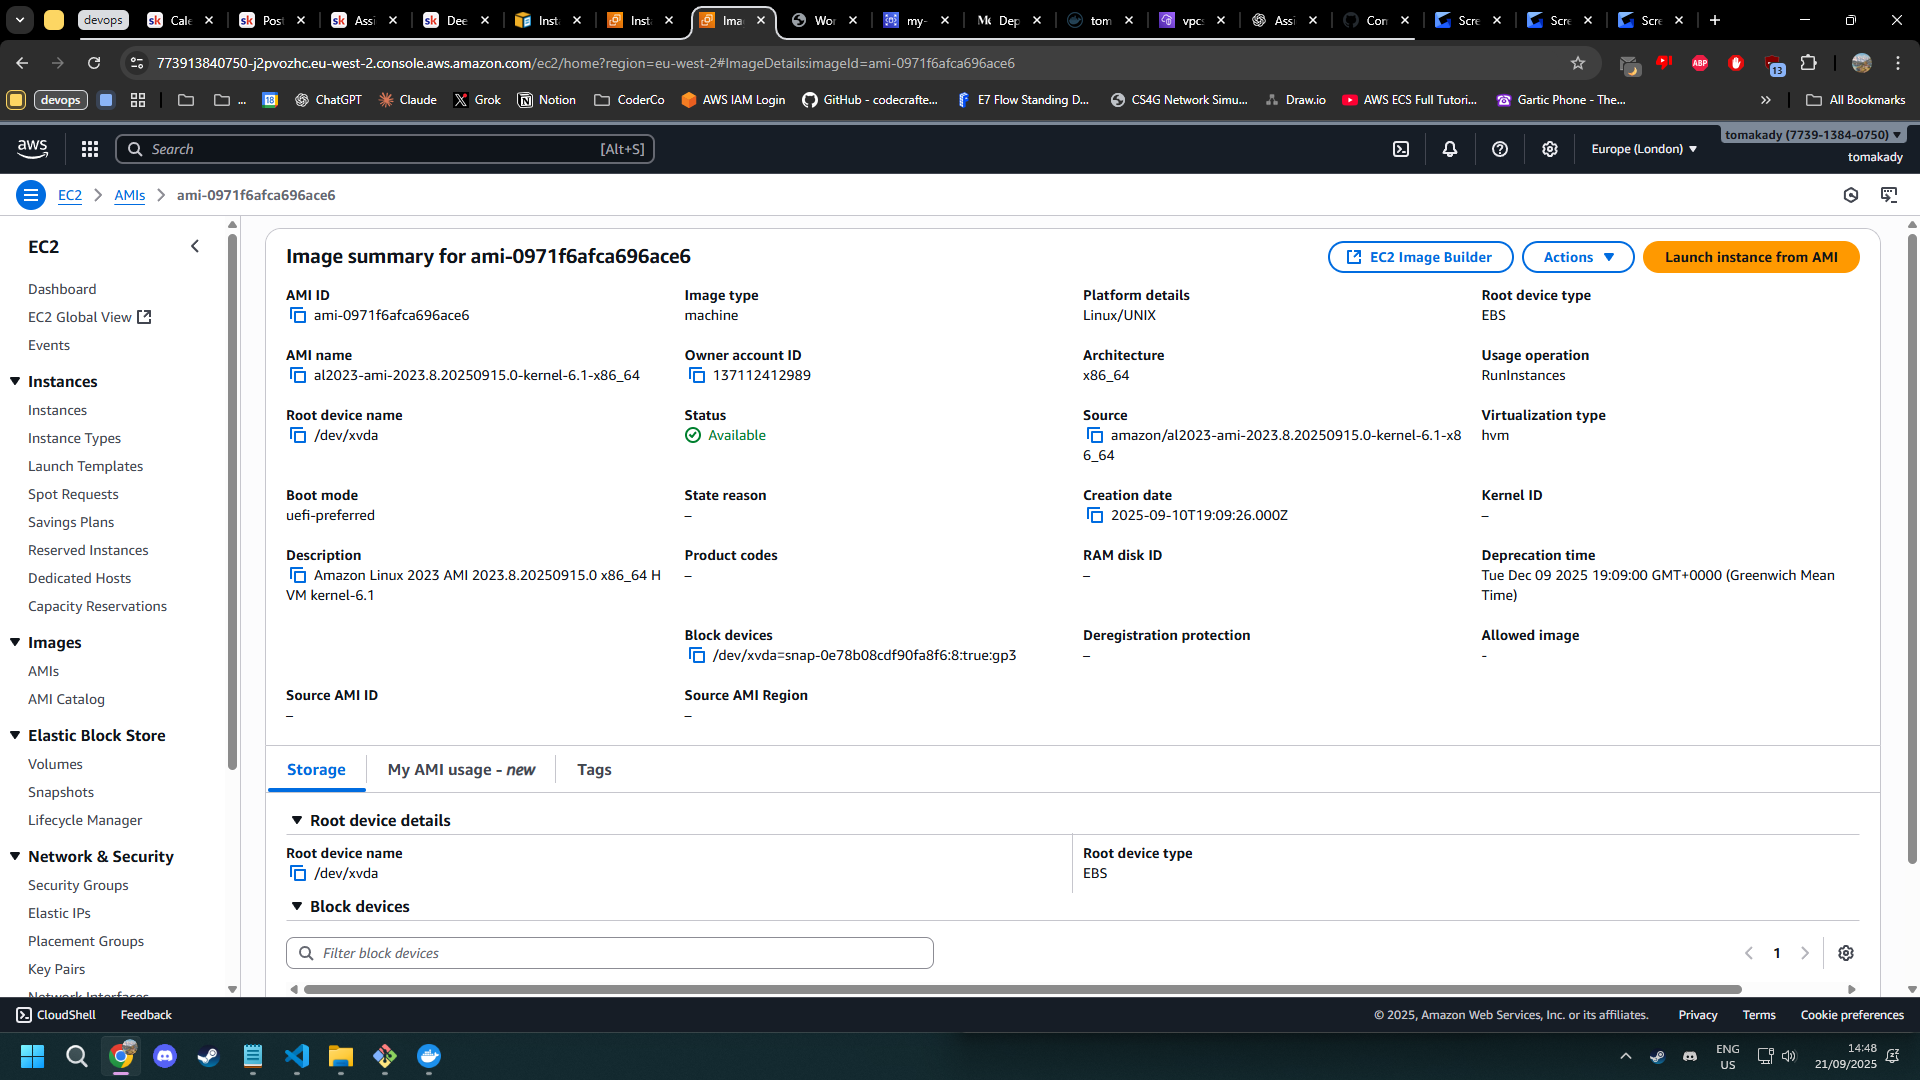 devops
Cale
Post
Assi
Dee
Insta
Insta
Ima
Wor
my-
Dep
tom
vpc
Assi
Con
Scre
Scre
Scre
773913840750-j2pvozhc.eu-west-2.console.aws.amazon.com/ec2/home?region=eu-west-2#ImageDetails:imageId=ami-0971f6afca696ace6
ABP
13
devops
...
18
ChatGPT
Claude
Grok
Notion
CoderCo
AWS IAM Login
GitHub - codecrafte...
E7 Flow Standing D...
CS4G Network Simu...
Draw.io
AWS ECS Full Tutori...
Gartic Phone - The...
All Bookmarks
aws
Search
[Alt+S]
Europe (London)
tomakady (7739-1384-0750)
tomakady
EC2
AMIs
ami-0971f6afca696ace6
EC2
Dashboard
EC2 Global View
Events
Instances
Instances
Instance Types
Launch Templates
Spot Requests
Savings Plans
Reserved Instances
Dedicated Hosts
Capacity Reservations
Images
AMIs
AMI Catalog
Elastic Block Store
Volumes
Snapshots
Lifecycle Manager
Network & Security
Security Groups
Elastic IPs
Placement Groups
Key Pairs
Network Interfaces
Image summary for ami-0971f6afca696ace6
EC2 Image Builder
Actions
Launch instance from AMI
AMI ID
ami-0971f6afca696ace6
Image type
machine
Platform details
Linux/UNIX
Root device type
EBS
AMI name
al2023-ami-2023.8.20250915.0-kernel-6.1-x86_64
Owner account ID
137112412989
Architecture
x86_64
Usage operation
RunInstances
Root device name
/dev/xvda
Status
Available
Source
amazon/al2023-ami-2023.8.20250915.0-kernel-6.1-x8
6_64
Virtualization type
hvm
Boot mode
uefi-preferred
State reason
–
Creation date
2025-09-10T19:09:26.000Z
Kernel ID
–
Description
Amazon Linux 2023 AMI 2023.8.20250915.0 x86_64 H
VM kernel-6.1
Product codes
–
RAM disk ID
–
Deprecation time
Tue Dec 09 2025 19:09:00 GMT+0000 (Greenwich Mean
Time)
Block devices
/dev/xvda=snap-0e78b08cdf90fa8f6:8:true:gp3
Deregistration protection
–
Allowed image
-
Source AMI ID
–
Source AMI Region
–
Storage
My AMI usage - new
Tags
Root device details
Root device name
/dev/xvda
Root device type
EBS
Block devices
Filter block devices
1
CloudShell
Feedback
© 2025, Amazon Web Services, Inc. or its affiliates.
Privacy
Terms
Cookie preferences
ENG
US
14:48
21/09/2025